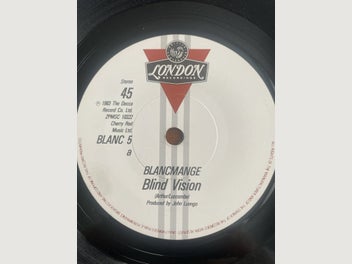 LONDON
RECORDINGS
Stereo
45
℗ 1983 The Decca
Record Co. Ltd.
ZPMGC 10222
Cherry Red
Music Ltd.
BLANC 5
a
BLANCMANGE
Blind Vision
(Arthur/Luscombe)
Produced by John Luongo